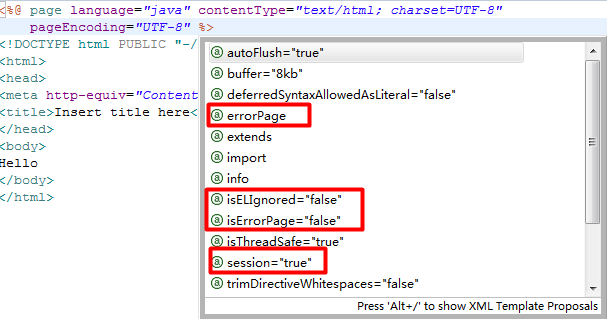 <%@ page language="java" contentType="text/html; charset=UTF-8"
pageEncoding="UTF-8" %>
<!DOCTYPE html PUBLIC "-/
<html>
<head>
<meta http-equiv="Content
<title>Insert title here<
</head>
<body>
Hello
</body>
</html>
@ autoFlush="true"
@ buffer="8kb"
@ deferredSyntaxAllowedAsLiteral="false"
@ errorPage
@ extends
@ import
@ info
@ isELIgnored="false"
@ isErrorPage="false"
@ isThreadSafe="true"
@ session="true"
@ trimDirectiveWhitespaces="false"
Press 'Alt+/' to show XML Template Proposals